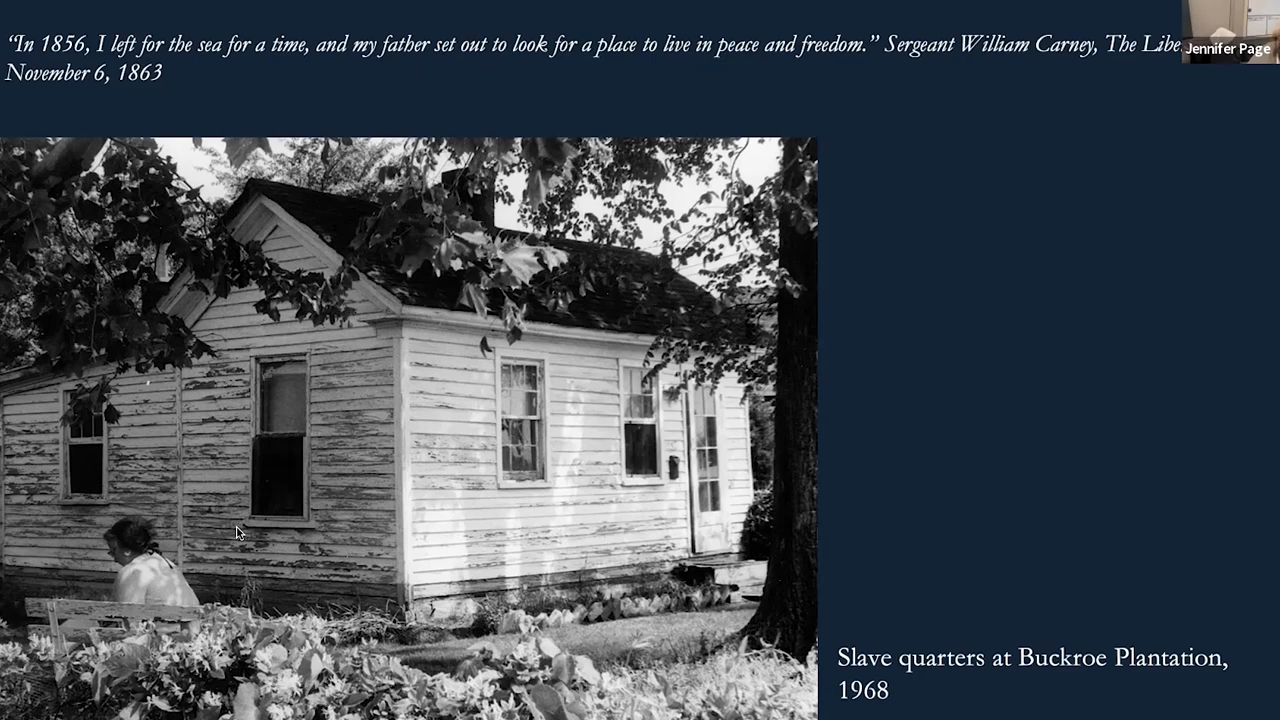 “In 1856, I left for the sea for a time, and my father set out to look for a place to live in peace and freedom.” Sergeant William Carney, The
November 6, 1863
Jennifer Page
Slave quarters at Buckroe Plantation,
1968